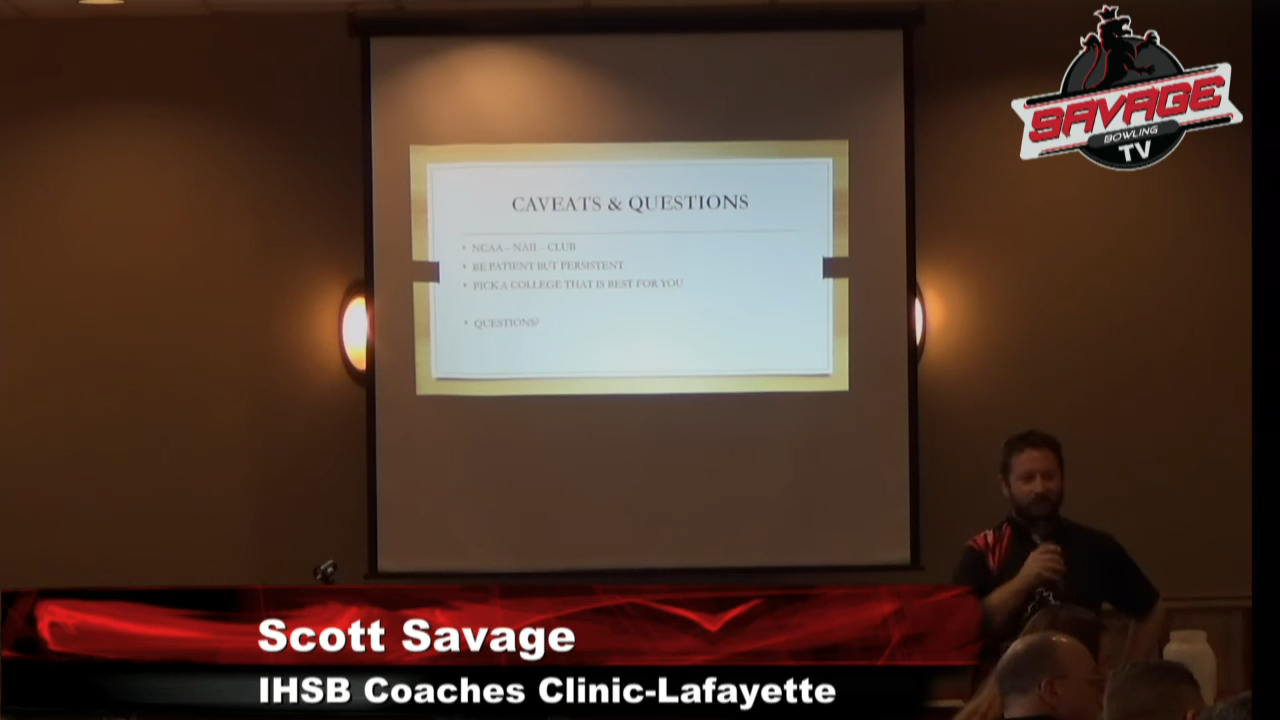 SAVAGE
BOWLING
TV
CAVEATS & QUESTIONS
• NCAA – NAII – CLUB
• BE PATIENT BUT PERSISTENT
• PICK A COLLEGE THAT IS BEST FOR YOU
• QUESTIONS?
Scott Savage
IHSB Coaches Clinic-Lafayette